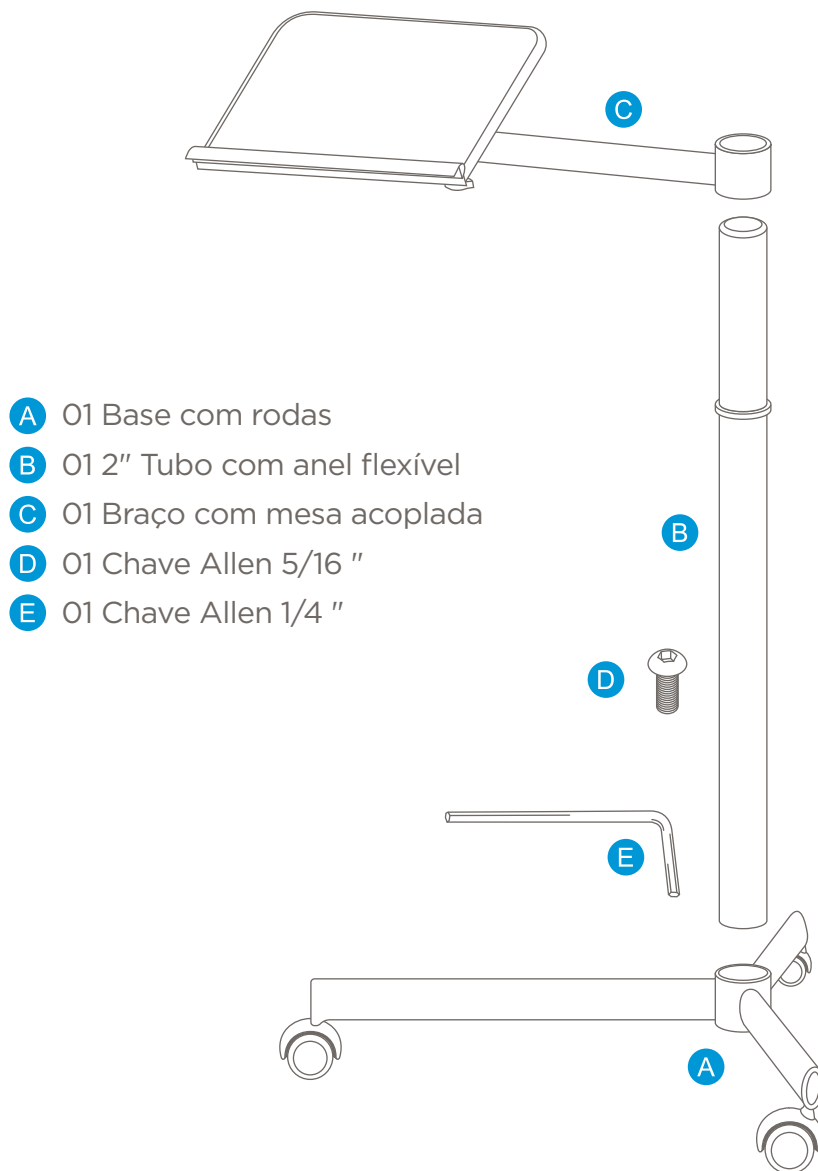 C
A 01 Base com rodas
B 01 2" Tubo com anel flexível
C 01 Braço com mesa acoplada
D 01 Chave Allen 5/16 "
E 01 Chave Allen 1/4 "
B
D
E
A